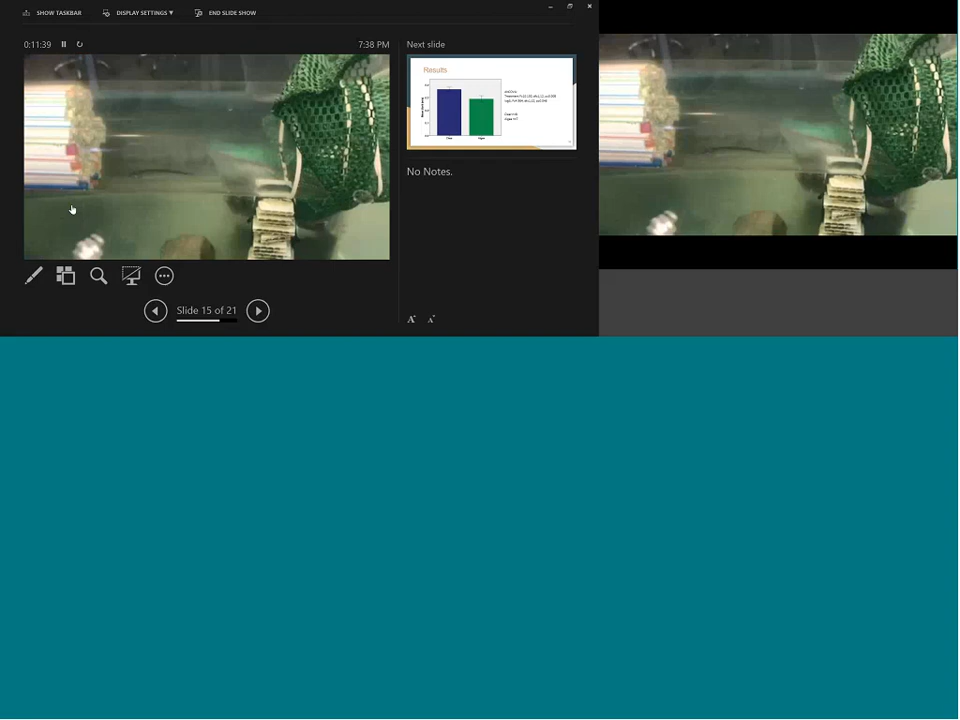 SHOW TASKBAR
DISPLAY SETTINGS ▼
END SLIDE SHOW
0:11:39
7:38 PM
Next slide
Results
No Notes.
Slide 15 of 21
A A